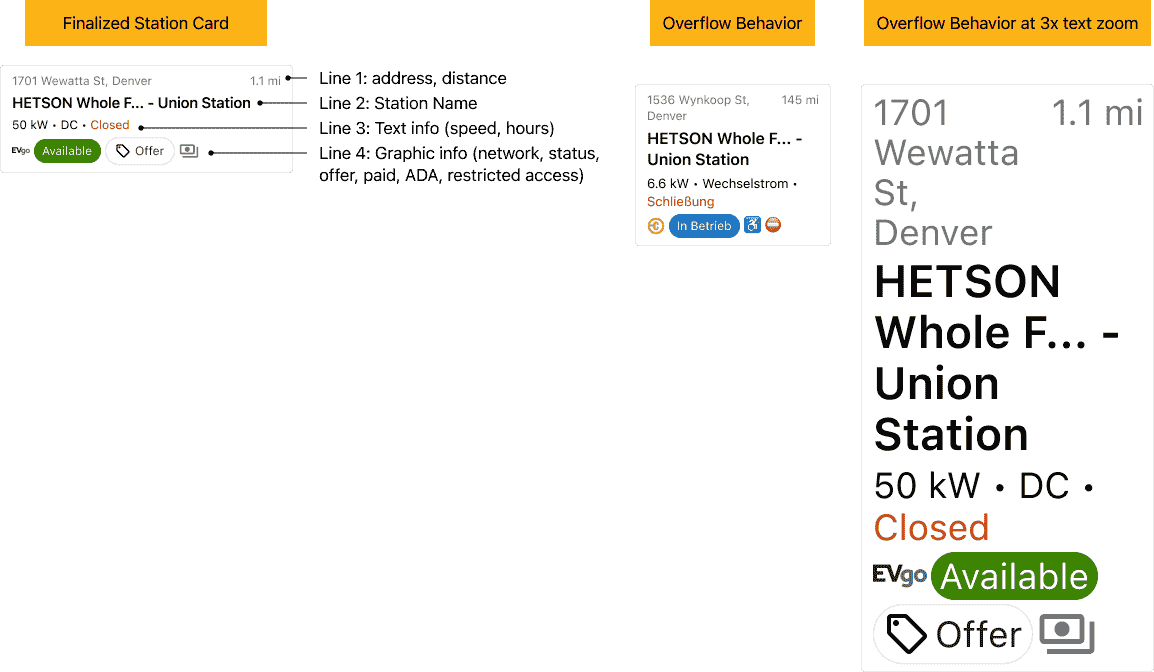 Finalized Station Card
1701 Wewatta St, Denver 1.1 mi
HETSON Whole F... - Union Station
50 kW • DC • Closed
EVgo Available Offer
Line 1: address, distance
Line 2: Station Name
Line 3: Text info (speed, hours)
Line 4: Graphic info (network, status,
offer, paid, ADA, restricted access)
Overflow Behavior
1536 Wynkoop St, 145 mi
Denver
HETSON Whole F... -
Union Station
6.6 kW • Wechselstrom •
Schließung
In Betrieb
Overflow Behavior at 3x text zoom
1701 1.1 mi
Wewatta
St,
Denver
HETSON
Whole F... -
Union
Station
50 kW • DC •
Closed
EVgo Available
Offer